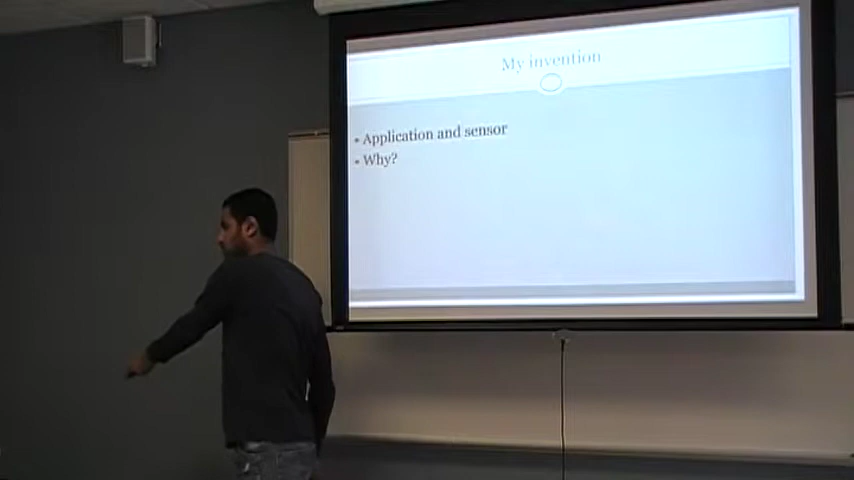 My invention
• Application and sensor
• Why?